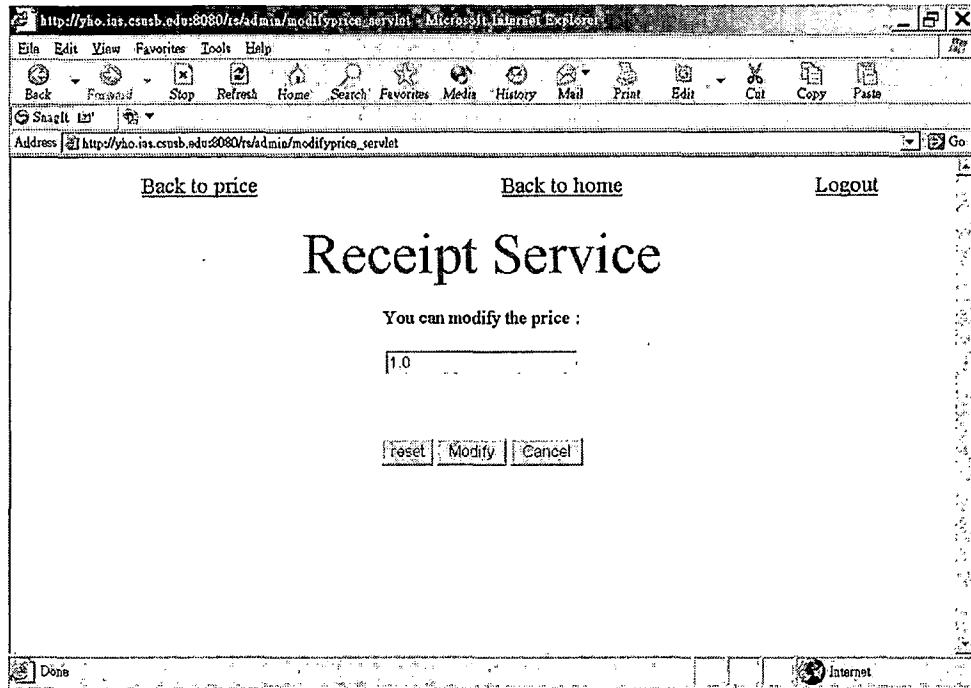 http://yho.ias.csusb.edu:8080/rs/admin/modifyprice_servlet - Microsoft Internet Explorer
File Edit View Favorites Tools Help
Back Forward Stop Refresh Home Search Favorites Media History Mail Print Edit Cut Copy Paste
SnagIt
Address http://yho.ias.csusb.edu:8080/rs/admin/modifyprice_servlet Go
Back to price Back to home Logout
Receipt Service
You can modify the price :
1.0
reset Modify Cancel
Done Internet